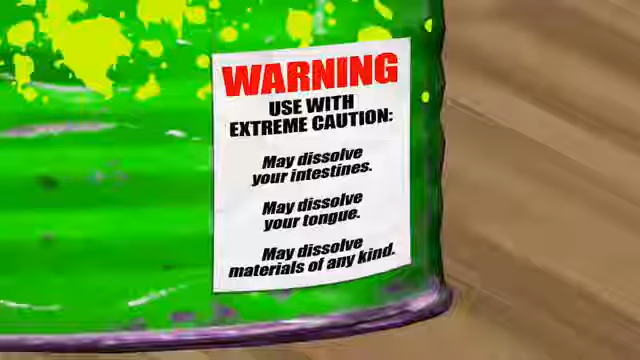 WARNING
USE WITH
EXTREME CAUTION:
May dissolve
your intestines.
May dissolve
your tongue.
May dissolve
materials of any kind.